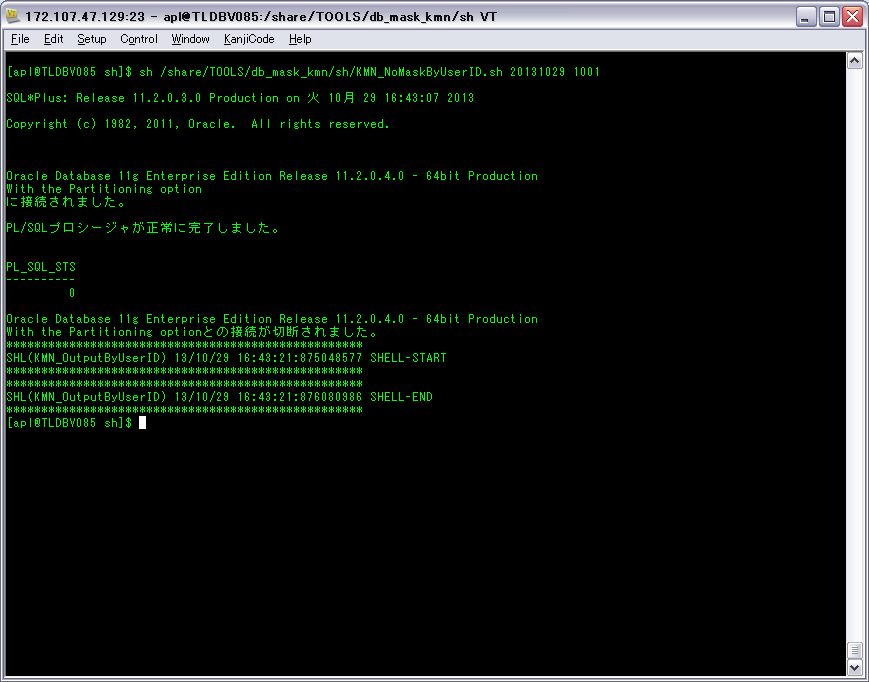 172.107.47.129:23 - apl@TLDBV085:/share/TOOLS/db_mask_kmn/sh VT
File Edit Setup Control Window KanjiCode Help
[apl@TLDBV085 sh]$ sh /share/TOOLS/db_mask_kmn/sh/KMN_NoMaskByUserID.sh 20131029 1001
SQL*Plus: Release 11.2.0.3.0 Production on 火 10月 29 16:43:07 2013
Copyright (c) 1982, 2011, Oracle.  All rights reserved.
Oracle Database 11g Enterprise Edition Release 11.2.0.4.0 - 64bit Production
With the Partitioning option
に接続されました。
PL/SQLプロシージャが正常に完了しました。
PL_SQL_STS
----------
0
Oracle Database 11g Enterprise Edition Release 11.2.0.4.0 - 64bit Production
With the Partitioning optionとの接続が切断されました。
***************************************************
SHL(KMN_OutputByUserID) 13/10/29 16:43:21:875048577 SHELL-START
***************************************************
***************************************************
SHL(KMN_OutputByUserID) 13/10/29 16:43:21:876080986 SHELL-END
***************************************************
[apl@TLDBV085 sh]$